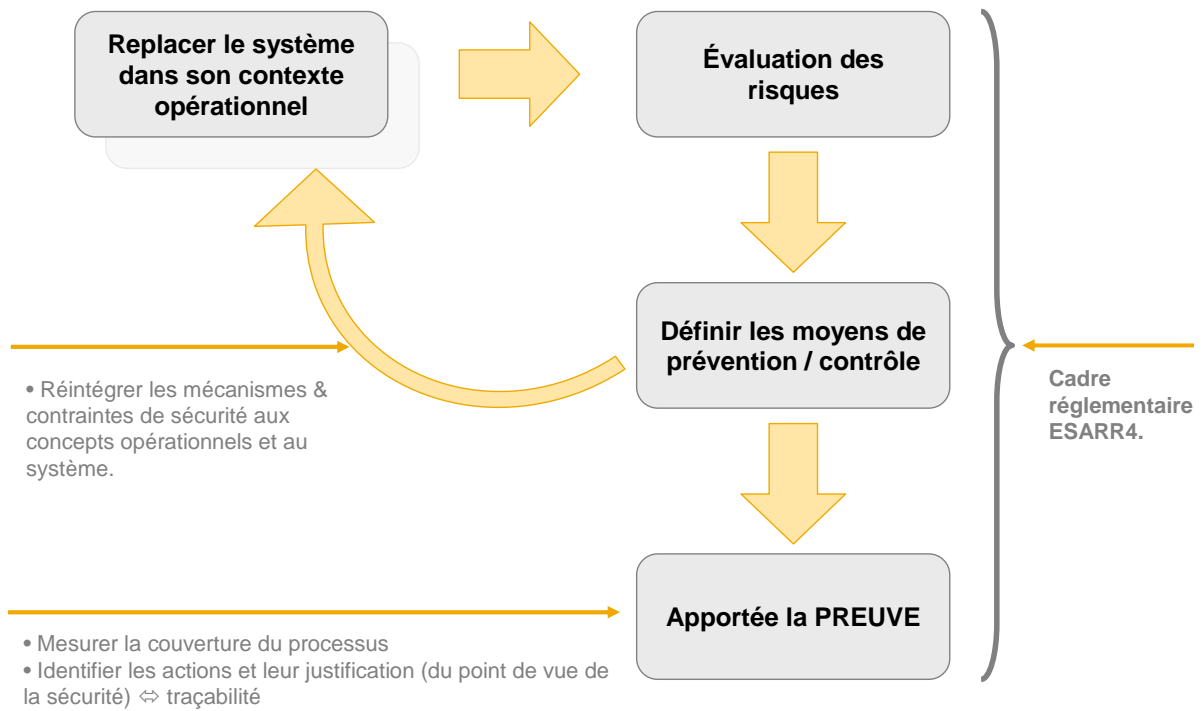 Replacer le système
dans son contexte
opérationnel
Évaluation des
risques
Définir les moyens de
prévention / contrôle
• Réintégrer les mécanismes &
contraintes de sécurité aux
concepts opérationnels et au
système.
Cadre
réglementaire
ESARR4.
Apportée la PREUVE
• Mesurer la couverture du processus
• Identifier les actions et leur justification (du point de vue de
la sécurité) ⇔ traçabilité